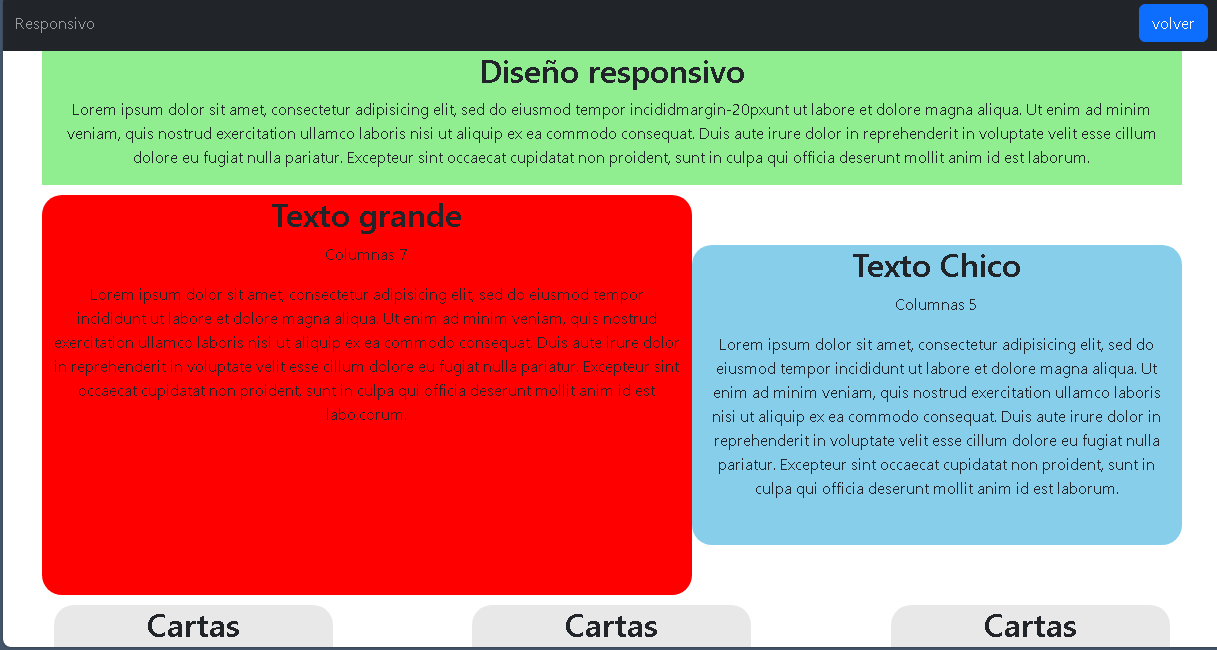 Responsivo
volver
Diseño responsivo
Lorem ipsum dolor sit amet, consectetur adipisicing elit, sed do eiusmod tempor incididmargin-20pxunt ut labore et dolore magna aliqua. Ut enim ad minim
veniam, quis nostrud exercitation ullamco laboris nisi ut aliquip ex ea commodo consequat. Duis aute irure dolor in reprehenderit in voluptate velit esse cillum
dolore eu fugiat nulla pariatur. Excepteur sint occaecat cupidatat non proident, sunt in culpa qui officia deserunt mollit anim id est laborum.
Texto grande
Columnas 7
Lorem ipsum dolor sit amet, consectetur adipisicing elit, sed do eiusmod tempor
incididunt ut labore et dolore magna aliqua. Ut enim ad minim veniam, quis nostrud
exercitation ullamco laboris nisi ut aliquip ex ea commodo consequat. Duis aute irure dolor
in reprehenderit in voluptate velit esse cillum dolore eu fugiat nulla pariatur. Excepteur sint
occaecat cupidatat non proident, sunt in culpa qui officia deserunt mollit anim id est
labo.corum.
Texto Chico
Columnas 5
Lorem ipsum dolor sit amet, consectetur adipisicing elit, sed do
eiusmod tempor incididunt ut labore et dolore magna aliqua. Ut
enim ad minim veniam, quis nostrud exercitation ullamco laboris
nisi ut aliquip ex ea commodo consequat. Duis aute irure dolor in
reprehenderit in voluptate velit esse cillum dolore eu fugiat nulla
pariatur. Excepteur sint occaecat cupidatat non proident, sunt in
culpa qui officia deserunt mollit anim id est laborum.
Cartas
Cartas
Cartas